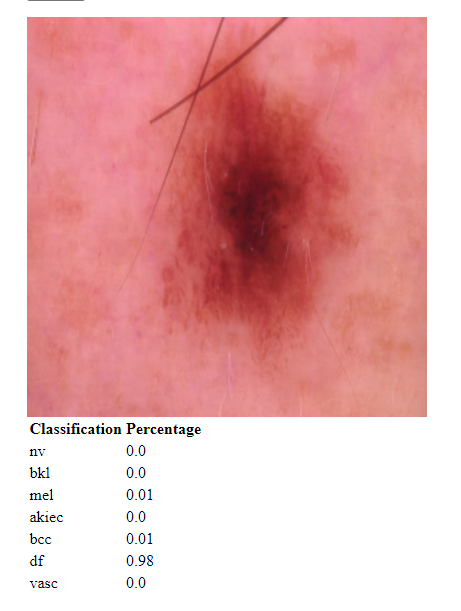 Classification Percentage
nv 0.0
bkl 0.0
mel 0.01
akiec 0.0
bcc 0.01
df 0.98
vasc 0.0